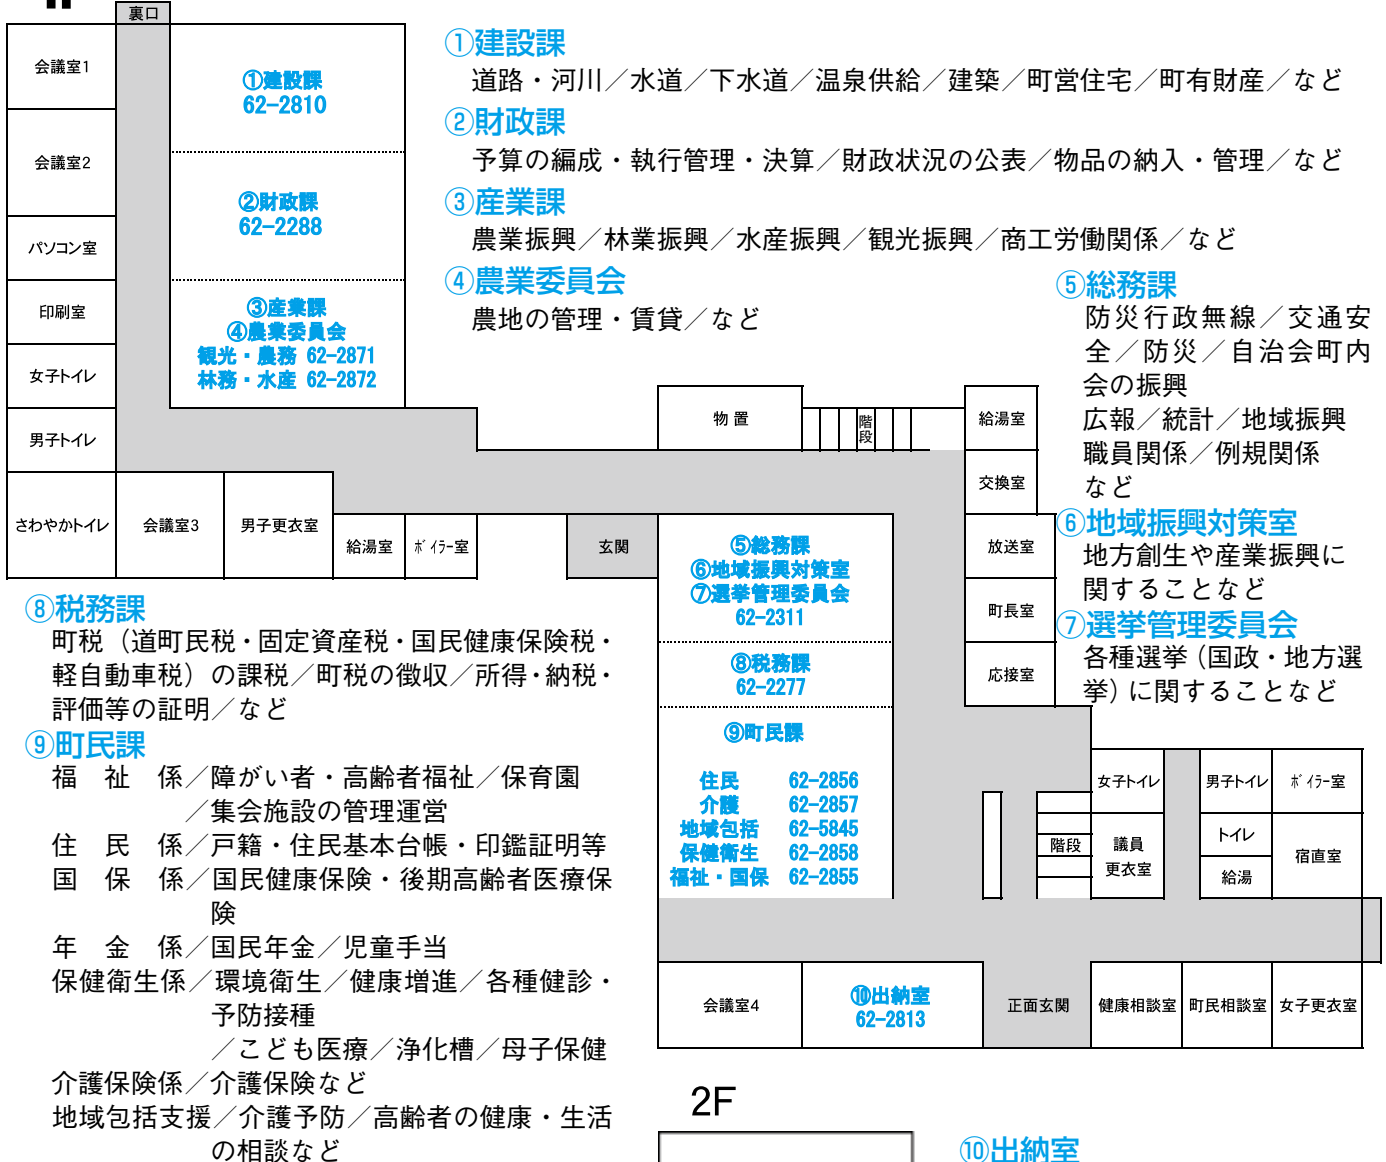 裏口
会議室1
会議室2
パソコン室
印刷室
女子トイレ
男子トイレ
さわやかトイレ
会議室3
男子更衣室
給湯室
ボイラー室
玄関
①建設課
62-2810
②財政課
62-2288
③産業課
④農業委員会
観光・農務 62-2871
林務・水産 62-2872
①建設課
道路・河川／水道／下水道／温泉供給／建築／町営住宅／町有財産／など
②財政課
予算の編成・執行管理・決算／財政状況の公表／物品の納入・管理／など
③産業課
農業振興／林業振興／水産振興／観光振興／商工労働関係／など
④農業委員会
農地の管理・賃貸／など
⑤総務課
防災行政無線／交通安
全／防災／自治会町内
会の振興
広報／統計／地域振興
職員関係／例規関係
など
⑥地域振興対策室
地方創生や産業振興に
関することなど
⑦選挙管理委員会
各種選挙（国政・地方選
挙）に関することなど
物置
階段
給湯室
交換室
放送室
町長室
応接室
⑤総務課
⑥地域振興対策室
⑦選挙管理委員会
62-2311
⑧税務課
62-2277
⑨町民課
住民 62-2856
介護 62-2857
地域包括 62-5845
保健衛生 62-2858
福祉・国保 62-2855
女子トイレ
男子トイレ
ボイラー室
階段
議員
更衣室
トイレ
給湯
宿直室
会議室4
⑩出納室
62-2813
正面玄関
健康相談室
町民相談室
女子更衣室
⑧税務課
町税（道町民税・固定資産税・国民健康保険税・
軽自動車税）の課税／町税の徴収／所得・納税・
評価等の証明／など
⑨町民課
福祉係／障がい者・高齢者福祉／保育園
／集会施設の管理運営
住民係／戸籍・住民基本台帳・印鑑証明等
国保係／国民健康保険・後期高齢者医療保
険
年金係／国民年金／児童手当
保健衛生係／環境衛生／健康増進／各種健診・
予防接種
／こども医療／浄化槽／母子保健
介護保険係／介護保険など
地域包括支援／介護予防／高齢者の健康・生活
の相談など
2F
⑩出納室